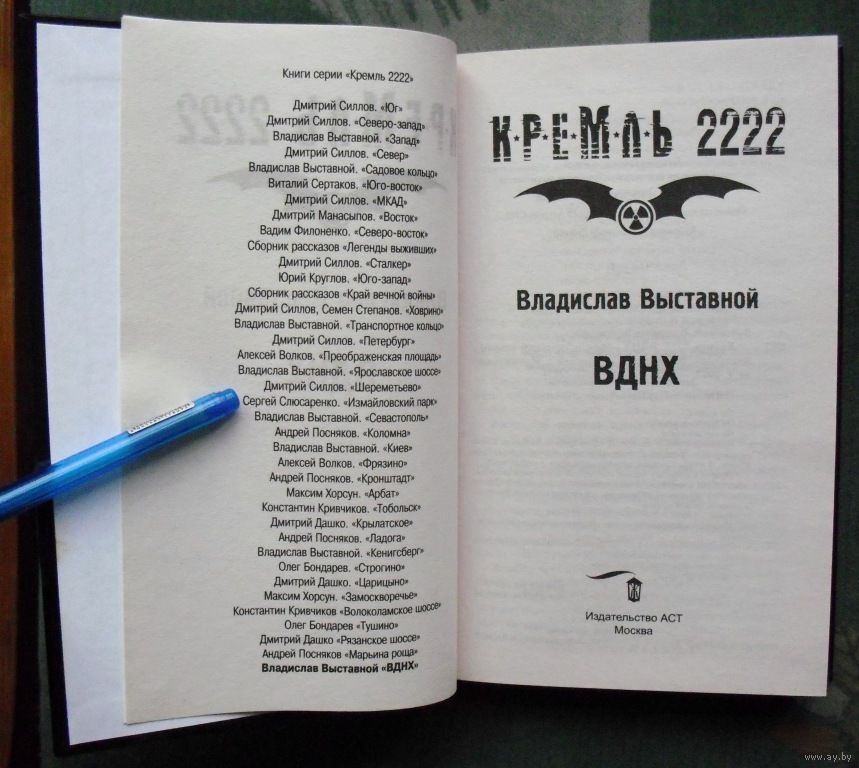 Книги серии «Кремль 2222»
Дмитрий Силлов. «Юг»
Дмитрий Силлов. «Северо-запад»
Владислав Выставной. «Запад»
Дмитрий Силлов. «Север»
Владислав Выставной. «Садовое кольцо»
Виталий Сертаков. «Юго-восток»
Дмитрий Силлов. «МКАД»
Дмитрий Манасыпов. «Восток»
Вадим Филоненко. «Северо-восток»
Сборник рассказов «Легенды выживших»
Дмитрий Силлов. «Сталкер»
Юрий Круглов. «Юго-запад»
Сборник рассказов «Край вечной войны»
Дмитрий Силлов, Семен Степанов. «Ховрино»
Владислав Выставной. «Транспортное кольцо»
Дмитрий Силлов. «Петербург»
Алексей Волков. «Преображенская площадь»
Владислав Выставной. «Ярославское шоссе»
Дмитрий Силлов. «Шереметьево»
Сергей Слюсаренко. «Измайловский парк»
Владислав Выставной. «Севастополь»
Андрей Посняков. «Коломна»
Владислав Выставной. «Киев»
Алексей Волков. «Фрязино»
Андрей Посняков. «Кронштадт»
Максим Хорсун. «Арбат»
Константин Кривчиков. «Тобольск»
Дмитрий Дашко. «Крылатское»
Андрей Посняков. «Ладога»
Владислав Выставной. «Кенигсберг»
Олег Бондарев. «Строгино»
Дмитрий Дашко. «Царицыно»
Максим Хорсун. «Замоскворечье»
Константин Кривчиков «Волоколамское шоссе»
Олег Бондарев «Тушино»
Дмитрий Дашко «Рязанское шоссе»
Андрей Посняков «Марьина роща»
Владислав Выставной «ВДНХ»
К·Р·Е·М·Л·Ь 2222
Владислав Выставной
ВДНХ
Издательство АСТ
Москва
www.ay.by